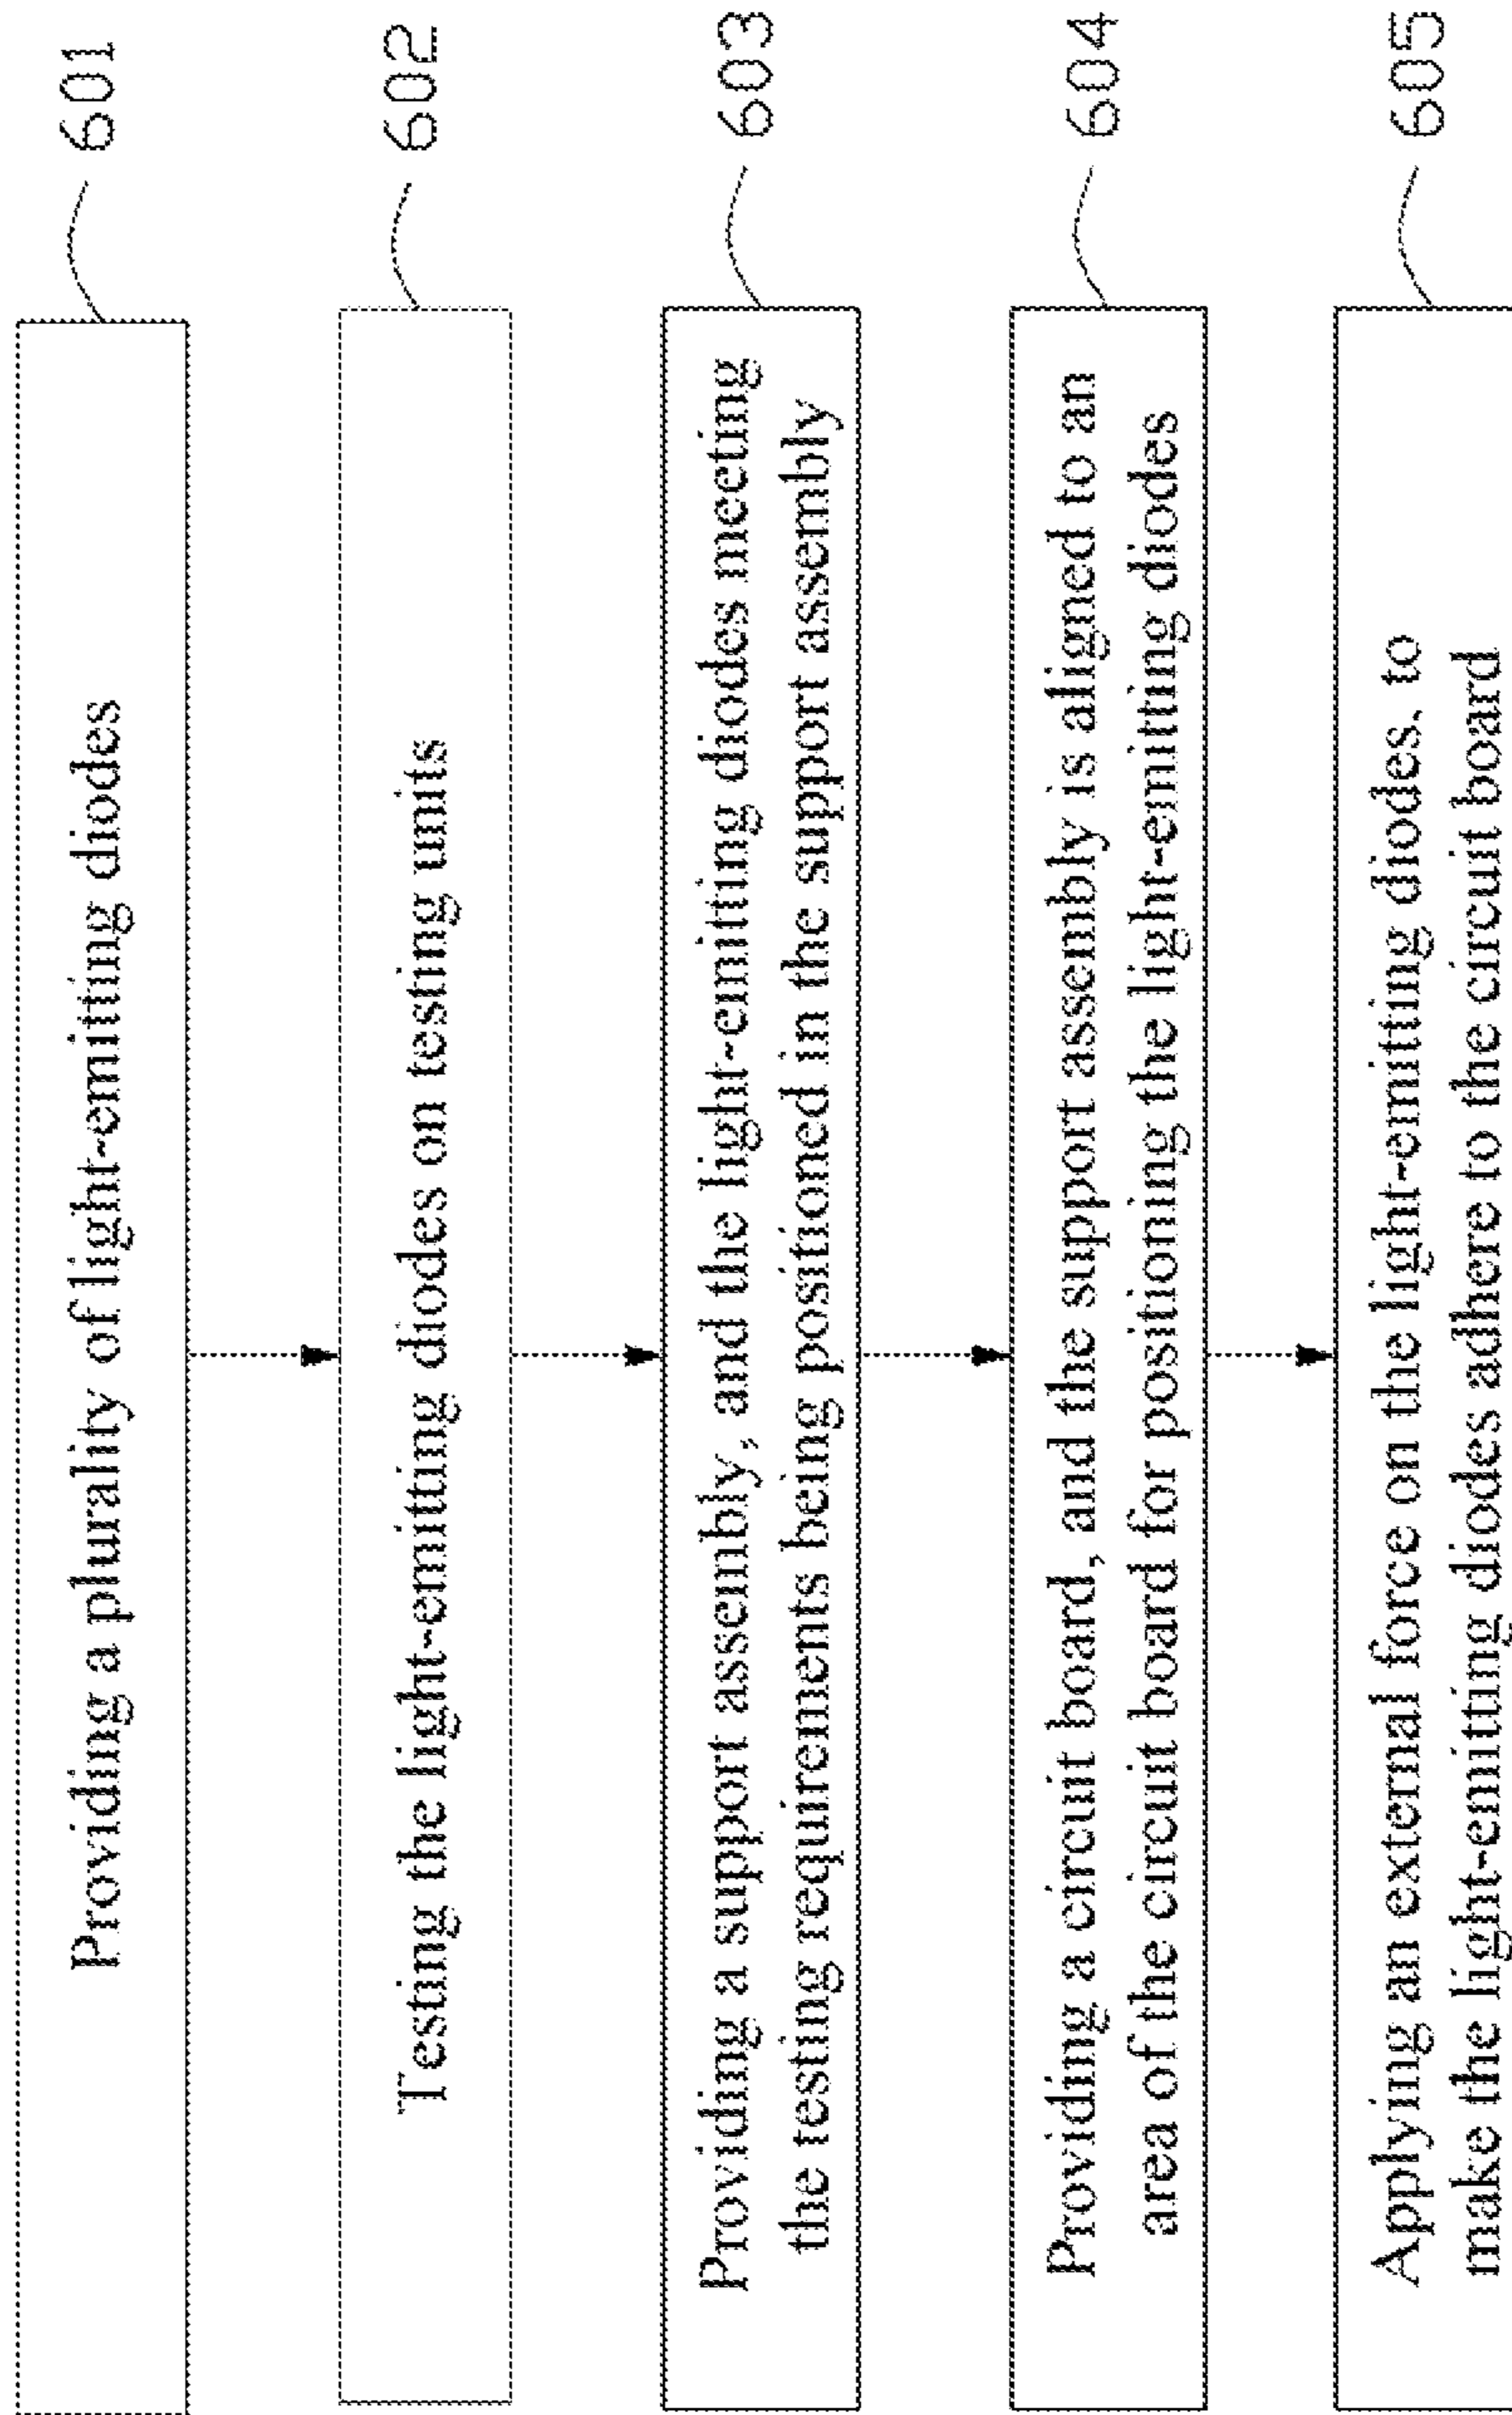 Providing a plurality of light-emitting diodes
601
Testing the light-emitting diodes on testing units
602
Providing a support assembly, and the light-emitting diodes meeting
the testing requirements being positioned in the support assembly
603
Providing a circuit board, and the support assembly is aligned to an
area of the circuit board for positioning the light-emitting diodes
604
Applying an external force on the light-emitting diodes, to
make the light-emitting diodes adhere to the circuit board
605